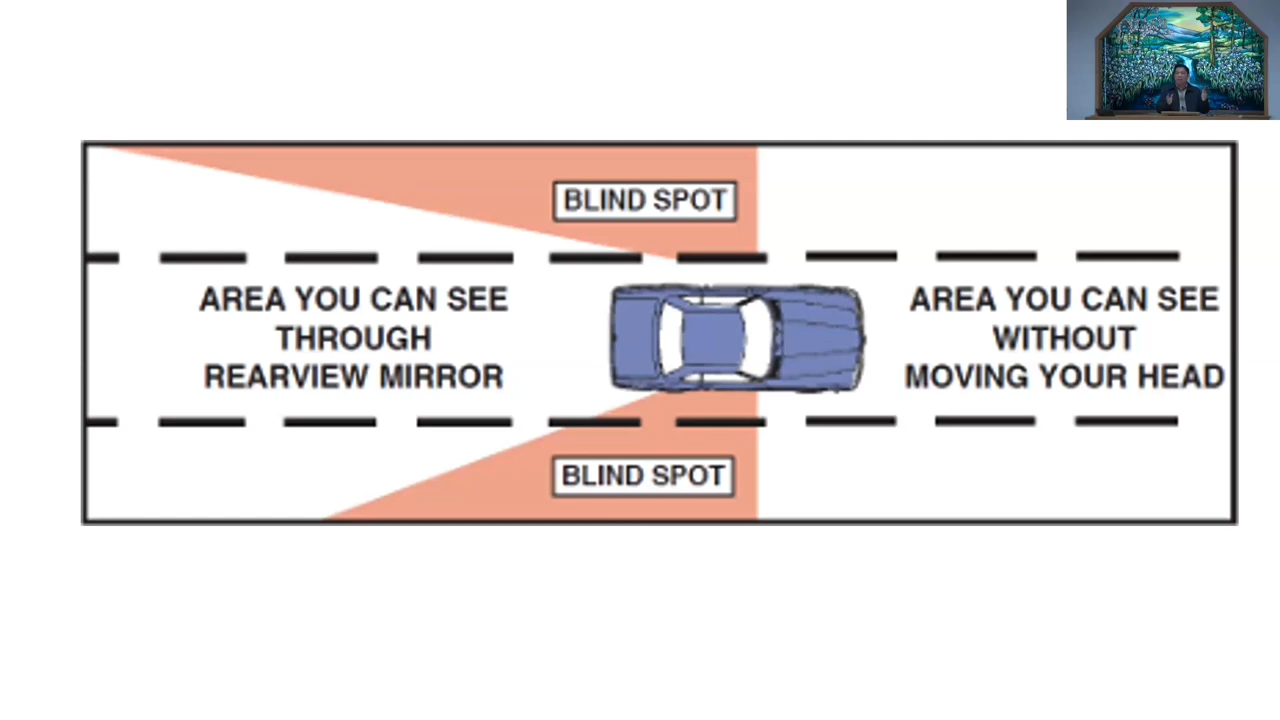 BLIND SPOT
AREA YOU CAN SEE
THROUGH
REARVIEW MIRROR
AREA YOU CAN SEE
WITHOUT
MOVING YOUR HEAD
BLIND SPOT